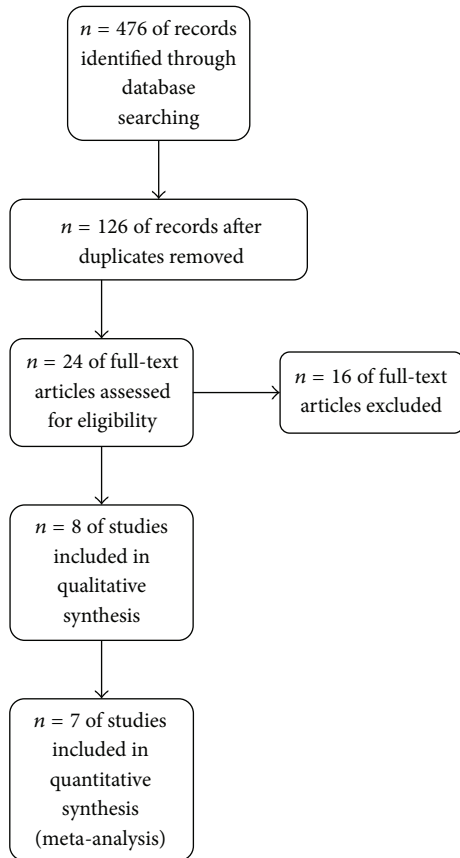 n = 476 of records
identified through
database
searching
n = 126 of records after
duplicates removed
n = 24 of full-text
articles assessed
for eligibility
n = 16 of full-text
articles excluded
n = 8 of studies
included in
qualitative
synthesis
n = 7 of studies
included in
quantitative
synthesis
(meta-analysis)